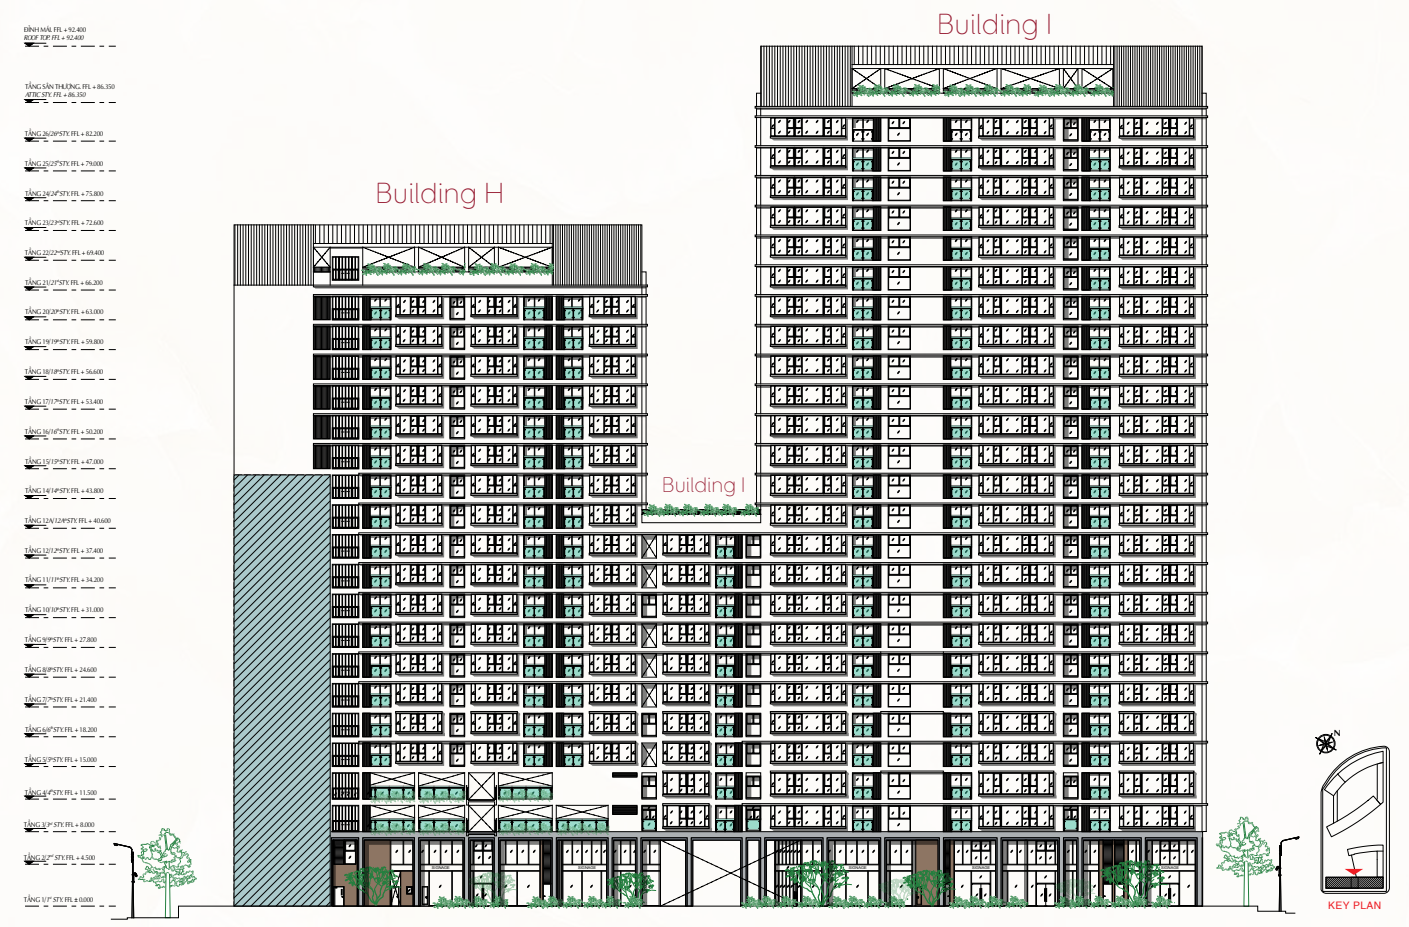 Building I
ĐỈNH MÁI. FFL + 92.400
ROOF TOP. FFL + 92.400
TẦNG SÂN THƯỢNG. FFL + 86.350
ATTIC STY. FFL + 86.350
TẦNG 26/26th STY. FFL + 82.200
TẦNG 25/25th STY. FFL + 79.000
Building H
TẦNG 24/24th STY. FFL + 75.800
TẦNG 23/23rd STY. FFL + 72.600
TẦNG 22/22nd STY. FFL + 69.400
TẦNG 21/21st STY. FFL + 66.200
TẦNG 20/20th STY. FFL + 63.000
TẦNG 19/19th STY. FFL + 59.800
TẦNG 18/18th STY. FFL + 56.600
TẦNG 17/17th STY. FFL + 53.400
TẦNG 16/16th STY. FFL + 50.200
TẦNG 15/15th STY. FFL + 47.000
Building I
TẦNG 14/14th STY. FFL + 43.800
TẦNG 12A/12Ath STY. FFL + 40.600
TẦNG 12/12th STY. FFL + 37.400
TẦNG 11/11th STY. FFL + 34.200
TẦNG 10/10th STY. FFL + 31.000
TẦNG 9/9th STY. FFL + 27.800
TẦNG 8/8th STY. FFL + 24.600
TẦNG 7/7th STY. FFL + 21.400
TẦNG 6/6th STY. FFL + 18.200
N
TẦNG 5/5th STY. FFL + 15.000
TẦNG 4/4th STY. FFL + 11.500
TẦNG 3/3rd STY. FFL + 8.000
TẦNG 2/2nd STY. FFL + 4.500
SIGNAGE
SIGNAGE
SIGNAGE
SIGNAGE
SIGNAGE
SIGNAGE
TẦNG 1/1st STY. FFL ± 0.000
KEY PLAN